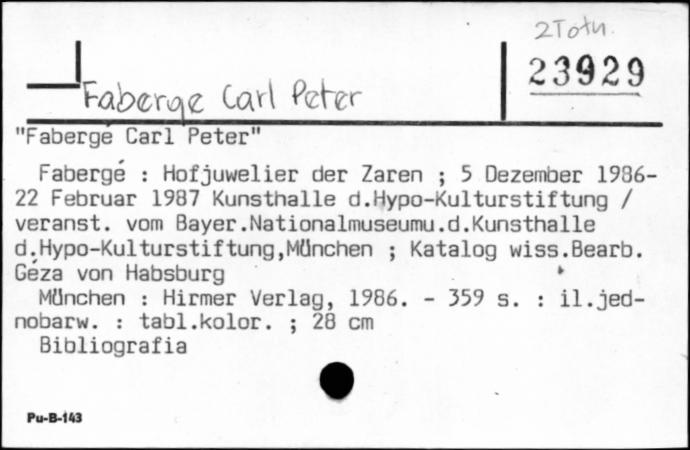 23929
Faberge Carl Peter
"Fabergé Carl Peter"
Fabergé : Hofjuwelier der Zaren ; 5 Dezember 1986-
22 Februar 1987 Kunsthalle d.Hypo-Kulturstiftung /
veranst. vom Bayer.Nationalmuseumu.d.Kunsthalle
d.Hypo-Kulturstiftung,München ; Katalog wiss.Bearb.
Géza von Habsburg
München : Hirmer Verlag, 1986. - 359 s. : il.jed-
nobarw. : tabl.kolor. ; 28 cm
Bibliografia
Pu-B-143